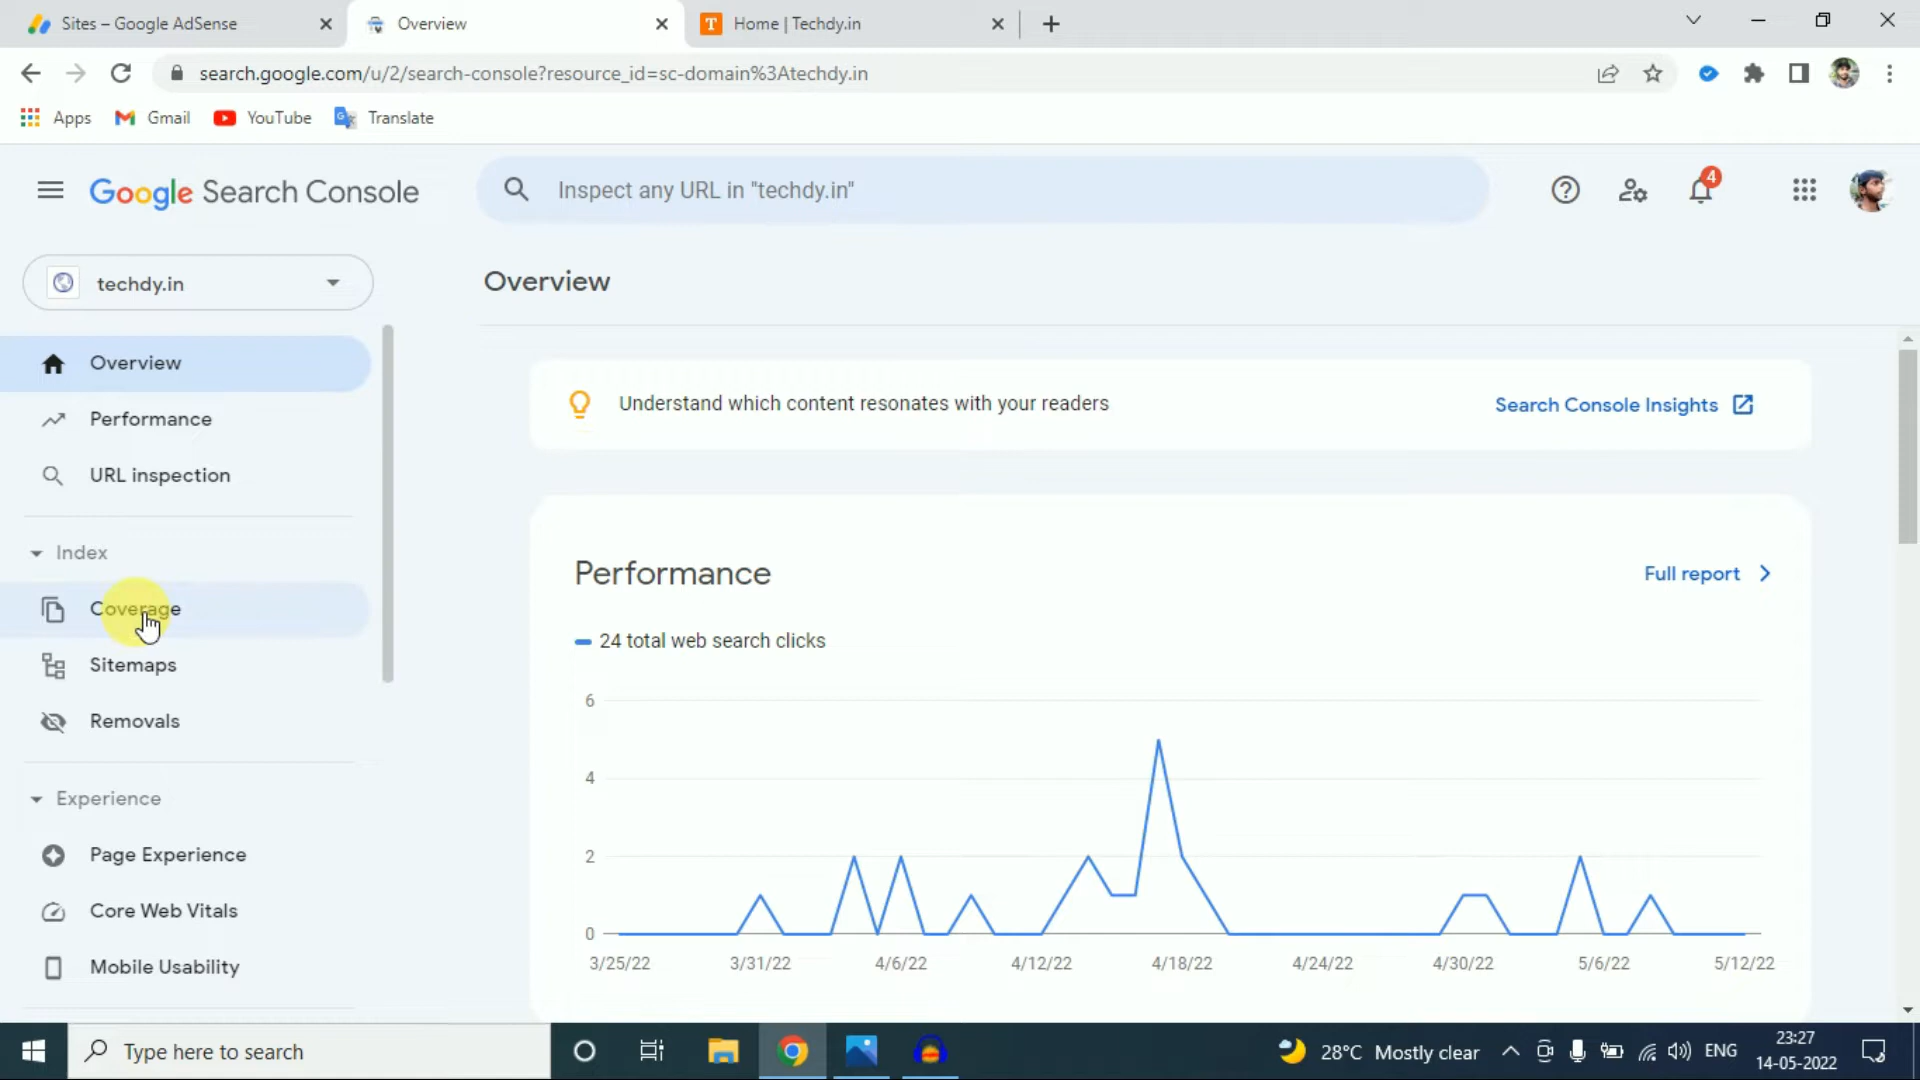 Sites – Google AdSense
Overview
T Home | Techdy.in
search.google.com/u/2/search-console?resource_id=sc-domain%3Atechdy.in
Apps Gmail YouTube Translate
Google Search Console
Inspect any URL in "techdy.in"
4
techdy.in
Overview
Performance
URL inspection
Index
Coverage
Sitemaps
Removals
Experience
Page Experience
Core Web Vitals
Mobile Usability
Overview
Understand which content resonates with your readers
Search Console Insights
Performance
Full report
24 total web search clicks
6
4
2
0
3/25/22 3/31/22 4/6/22 4/12/22 4/18/22 4/24/22 4/30/22 5/6/22 5/12/22
Type here to search
28°C Mostly clear
ENG
23:27
14-05-2022